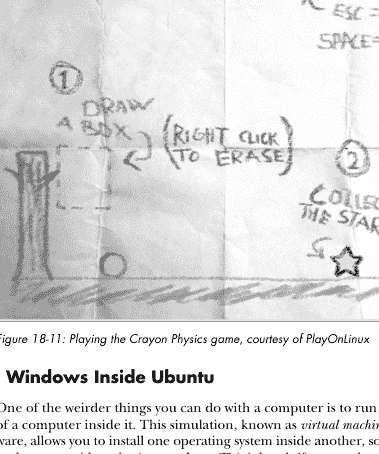 ESC =
SPACE=
1
DRAW
A BOX
(RIGHT CLICK
TO ERASE)
2
THE STAR
Figure 18-11: Playing the Crayon Physics game, courtesy of PlayOnLinux
Windows Inside Ubuntu
One of the weirder things you can do with a computer is to run
of a computer inside it. This simulation, known as virtual
ware, allows you to install one operating system inside another, so